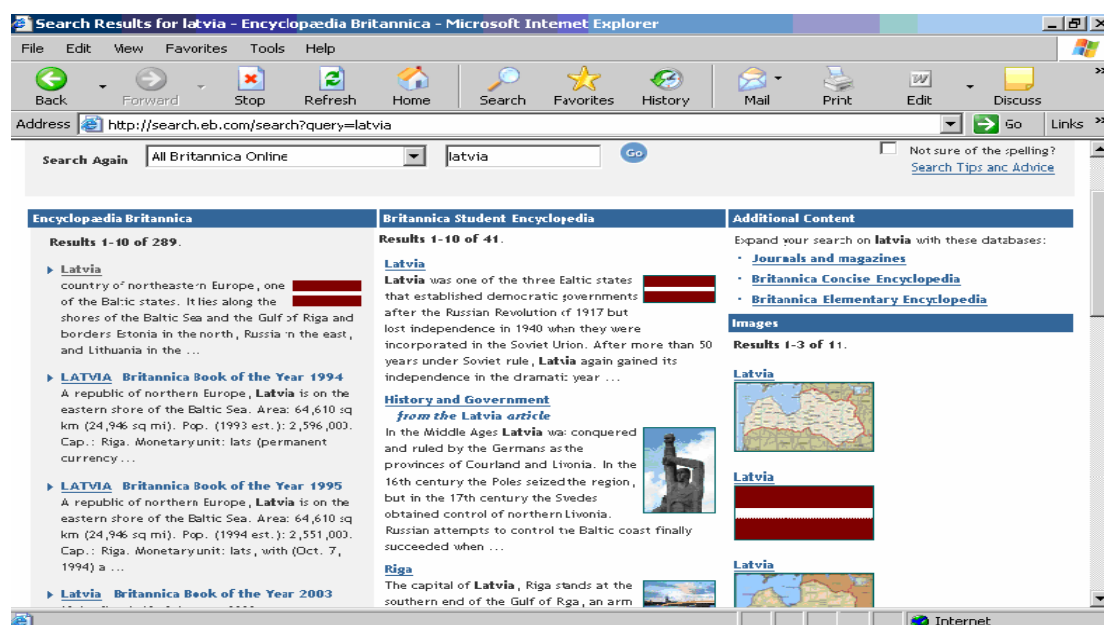 Search Results for latvia - Encyclopædia Britannica - Microsoft Internet Explorer
File Edit View Favorites Tools Help
Back Forward Stop Refresh Home Search Favorites History Mail Print Edit Discuss
Address http://search.eb.com/search?query=latvia Go Links
Search Again All Britannica Online latvia Go
Not sure of the spelling?
Search Tips and Advice
Encyclopædia Britannica
Results 1-10 of 289.
Latvia
country of northeastern Europe, one
of the Baltic states. It lies along the
shores of the Baltic Sea and the Gulf of Riga and
borders Estonia in the north, Russia in the east,
and Lithuania in the ...
LATVIA Britannica Book of the Year 1994
A republic of northern Europe, Latvia is on the
eastern shore of the Baltic Sea. Area: 64,610 sq
km (24,946 sq mi). Pop. (1993 est.): 2,596,000.
Cap.: Riga. Monetary unit: lats (permanent
currency ...
LATVIA Britannica Book of the Year 1995
A republic of northern Europe, Latvia is on the
eastern shore of the Baltic Sea. Area: 64,610 sq
km (24,946 sq mi). Pop. (1994 est.): 2,551,000.
Cap.: Riga. Monetary unit: lats, with (Oct. 7,
1994) a ...
Latvia Britannica Book of the Year 2003
Britannica Student Encyclopedia
Results 1-10 of 41.
Latvia
Latvia was one of the three Baltic states
that established democratic governments
after the Russian Revolution of 1917 but
lost independence in 1940 when they were
incorporated in the Soviet Union. After more than 50
years under Soviet rule, Latvia again gained its
independence in the dramatic year ...
History and Government
from the Latvia article
In the Middle Ages Latvia was conquered
and ruled by the Germans as the
provinces of Courland and Livonia. In the
16th century the Poles seized the region,
but in the 17th century the Swedes
obtained control of northern Livonia.
Russian attempts to control the Baltic coast finally
succeeded when ...
Riga
The capital of Latvia, Riga stands at the
southern end of the Gulf of Riga, an arm
Additional Content
Expand your search on latvia with these databases:
Journals and magazines
Britannica Concise Encyclopedia
Britannica Elementary Encyclopedia
Images
Results 1-3 of 11.
Latvia
Latvia
Latvia
Internet